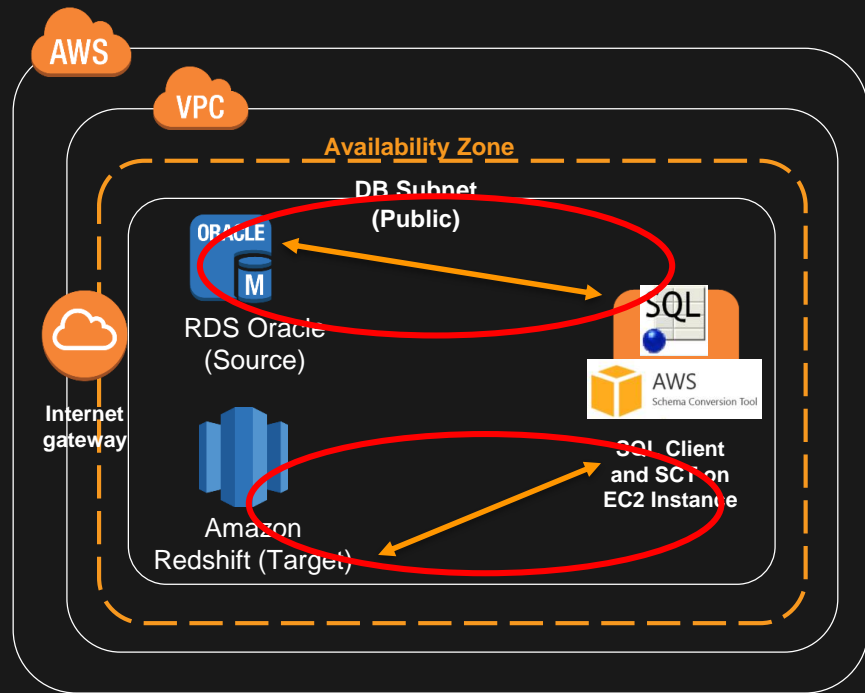 AWS
VPC
Availability Zone
DB Subnet
(Public)
ORACLE
M
RDS Oracle
(Source)
SQL
AWS
Schema Conversion Tool
Internet
gateway
SQL Client
and SCT on
EC2 Instance
Amazon
Redshift (Target)